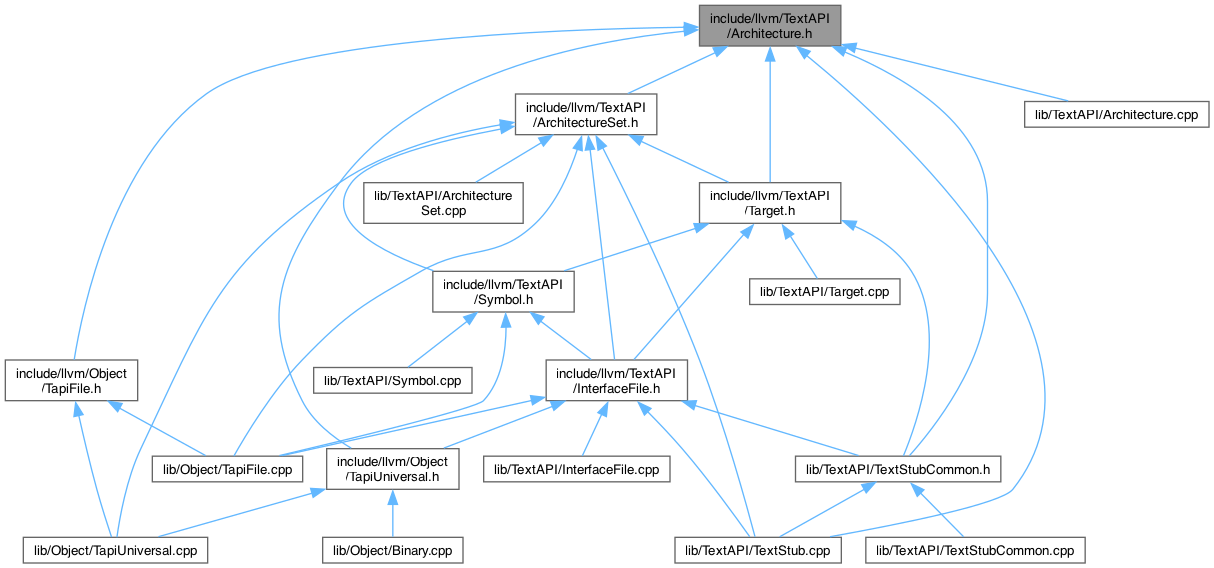 include/llvm/TextAPI
/Architecture.h
include/llvm/TextAPI
/ArchitectureSet.h
lib/TextAPI/Architecture.cpp
lib/TextAPI/Architecture
Set.cpp
include/llvm/TextAPI
/Target.h
include/llvm/TextAPI
/Symbol.h
lib/TextAPI/Target.cpp
include/llvm/Object
/TapiFile.h
lib/TextAPI/Symbol.cpp
include/llvm/TextAPI
/InterfaceFile.h
lib/Object/TapiFile.cpp
include/llvm/Object
/TapiUniversal.h
lib/TextAPI/InterfaceFile.cpp
lib/TextAPI/TextStubCommon.h
lib/Object/TapiUniversal.cpp
lib/Object/Binary.cpp
lib/TextAPI/TextStub.cpp
lib/TextAPI/TextStubCommon.cpp